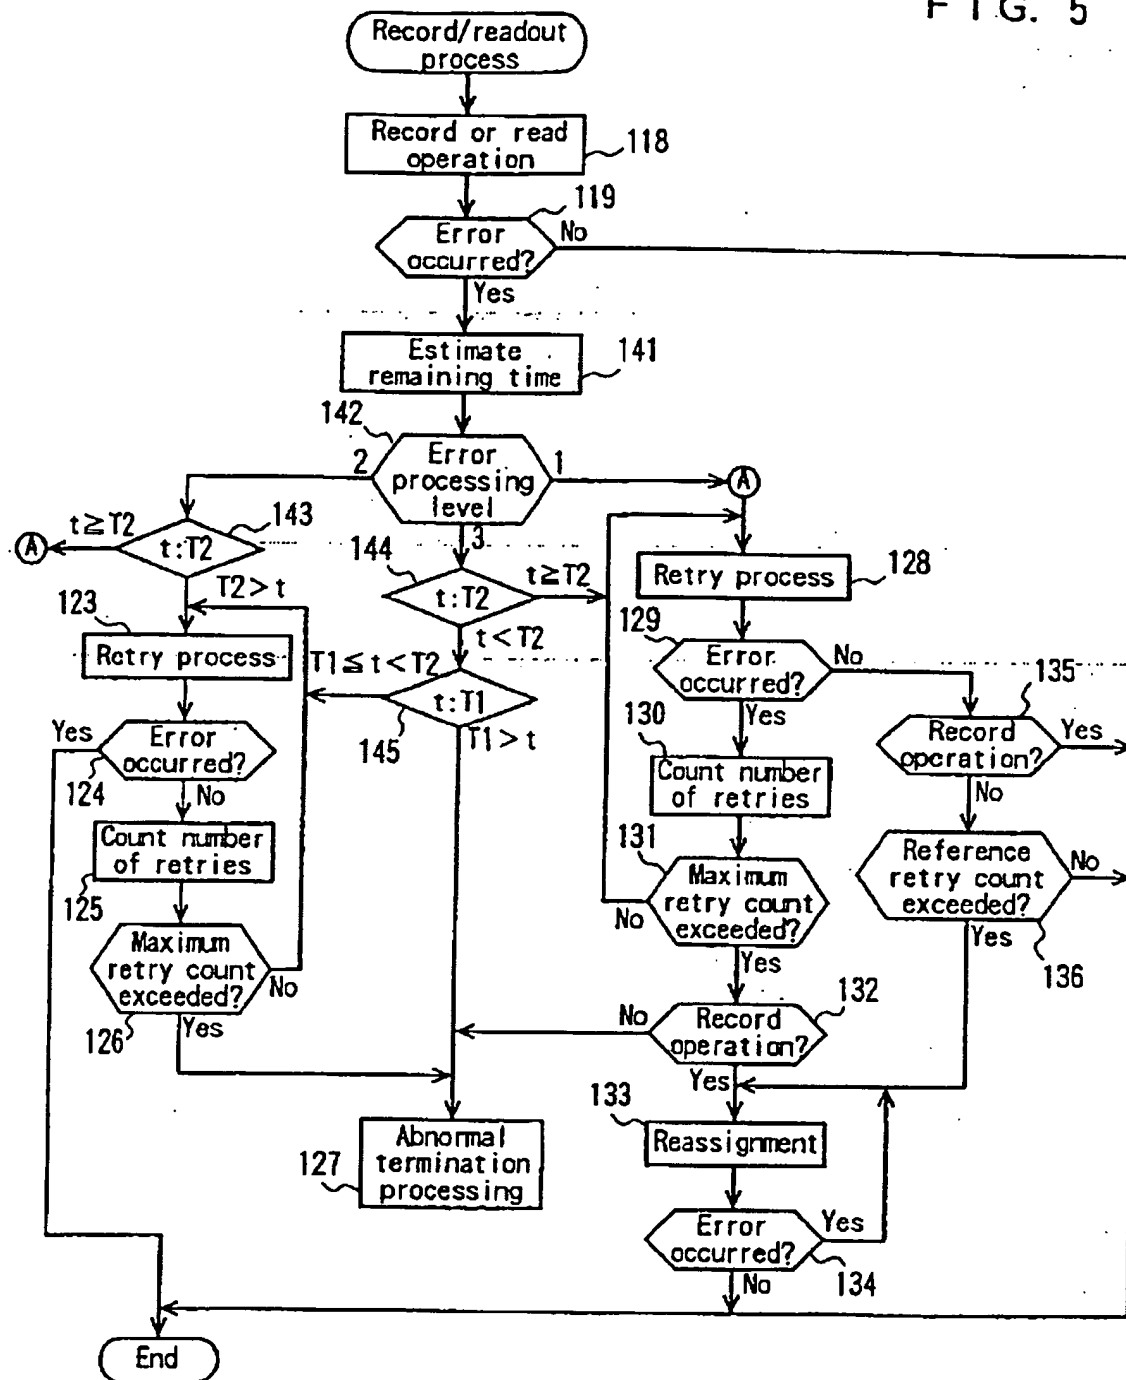 FIG. 5
Record/readout
process
Record or read
operation
118
119
Error
occurred?
No
Yes
Estimate
remaining time
141
142
Error
processing
level
2
1
3
A
143
t:T2
t≧T2
A
T2>t
144
t:T2
t≧T2
t<T2
123
Retry process
T1≦t<T2
t:T1
145
T1>t
Retry process
128
129
Error
occurred?
No
Yes
135
Record
operation?
Yes
No
Yes
Error
occurred?
124
No
130
Count number
of retries
Count number
of retries
125
131
Maximum
retry count
exceeded?
No
Yes
Reference
retry count
exceeded?
No
Yes
136
Maximum
retry count
exceeded?
No
126
Yes
132
Record
operation?
No
Yes
133
Reassignment
127
Abnormal
termination
processing
Error
occurred?
Yes
134
No
End